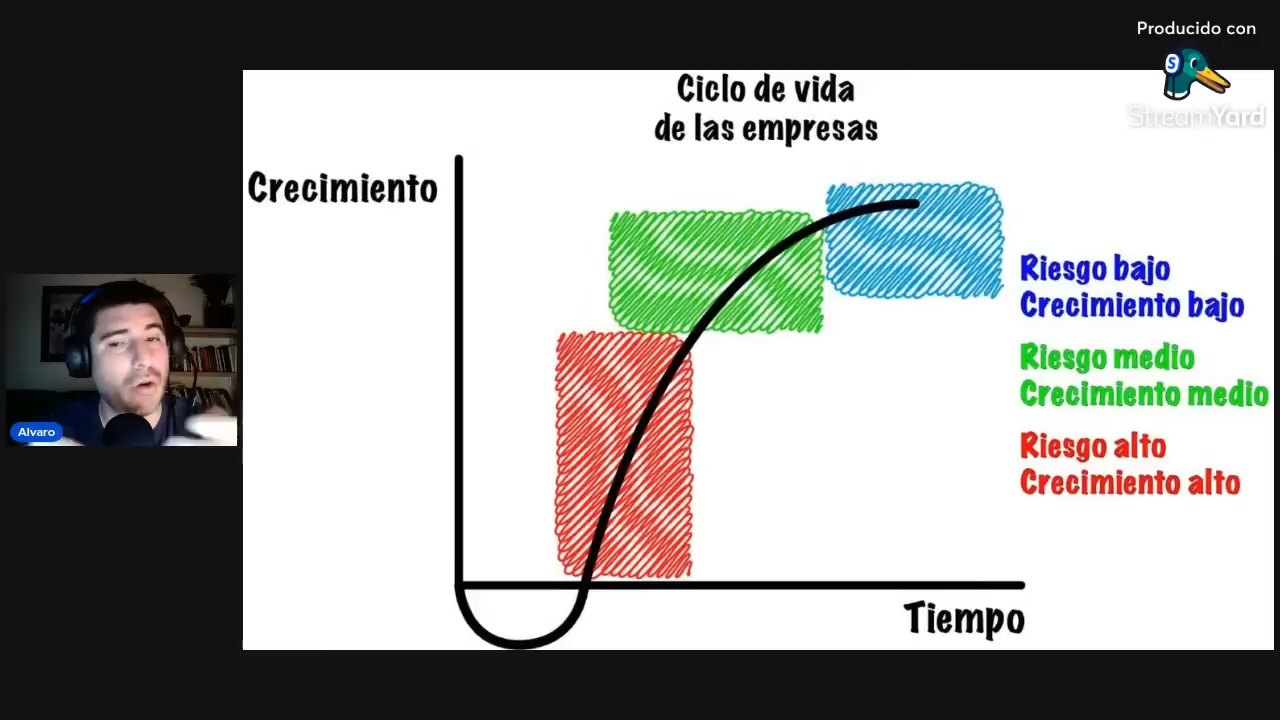 Producido con
StreamYard
Ciclo de vida
de las empresas
Crecimiento
Riesgo bajo
Crecimiento bajo
Riesgo medio
Crecimiento medio
Riesgo alto
Crecimiento alto
Alvaro
Tiempo